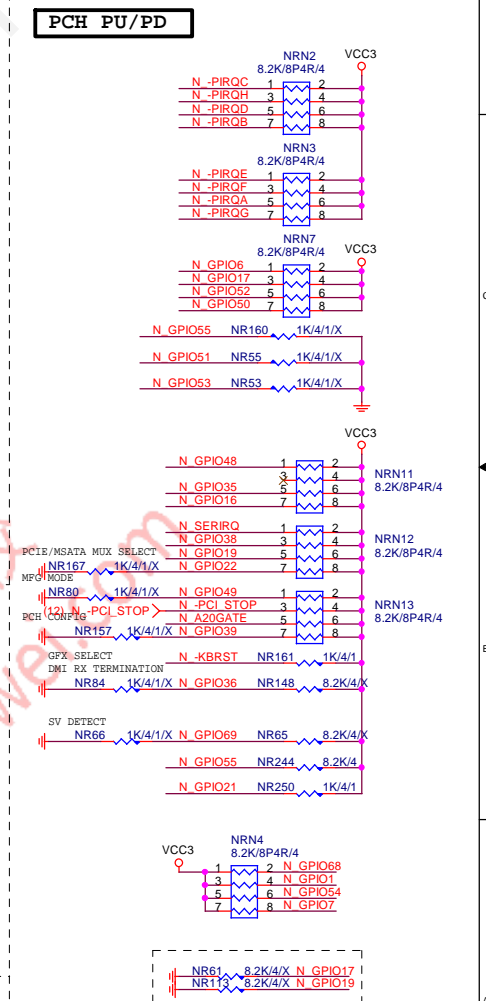 PCH PU/PD
NRN2 VCC3
8.2K/8P4R/4
N_-PIRQC 1 2
N_-PIRQH 3 4
N_-PIRQD 5 6
N_-PIRQB 7 8
NRN3
8.2K/8P4R/4
N_-PIRQE 1 2
N_-PIRQF 3 4
N_-PIRQA 5 6
N_-PIRQG 7 8
NRN7
8.2K/8P4R/4 VCC3
N_GPIO6 1 2
N_GPIO17 3 4
N_GPIO52 5 6
N_GPIO50 7 8
N_GPIO55 NR160 1K/4/1/X
N_GPIO51 NR55 1K/4/1/X
N_GPIO53 NR53 1K/4/1/X
VCC3
N_GPIO48 1 2
3 4 NRN11
N_GPIO35 5 6 8.2K/8P4R/4
N_GPIO16 7 8
N_SERIRQ 1 2
N_GPIO38 3 4 NRN12
PCIE/MSATA MUX SELECT N_GPIO19 5 6 8.2K/8P4R/4
NR167 1K/4/1/X N_GPIO22 7 8
MFG MODE
NR80 1K/4/1/X N_GPIO49 1 2
(12) N_-PCI_STOP N_-PCI_STOP 3 4 NRN13
PCH CONFIG N_A20GATE 5 6 8.2K/8P4R/4
NR157 1K/4/1/X N_GPIO39 7 8
GFX SELECT N_-KBRST NR161 1K/4/1
DMI RX TERMINATION
NR84 1K/4/1/X N_GPIO36 NR148 8.2K/4/X
SV DETECT
NR66 1K/4/1/X N_GPIO69 NR65 8.2K/4/X
N_GPIO55 NR244 8.2K/4
N_GPIO21 NR250 1K/4/1
NRN4
VCC3 8.2K/8P4R/4
1 2 N_GPIO68
3 4 N_GPIO1
5 6 N_GPIO54
7 8 N_GPIO7
NR61 8.2K/4/X N_GPIO17
NR113 8.2K/4/X N_GPIO19